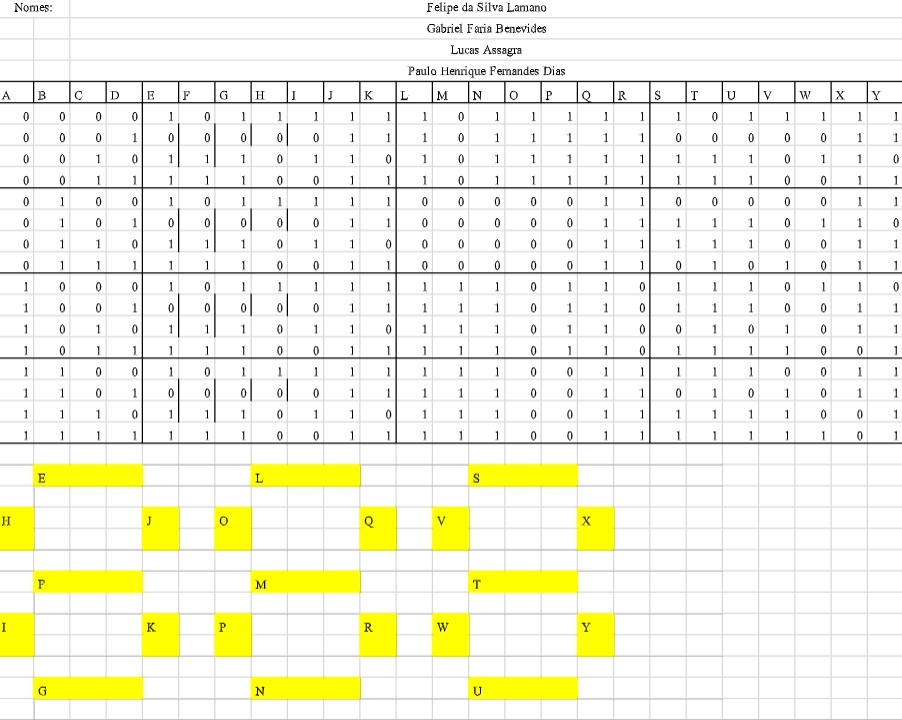 Nomes: Felipe da Silva Lamano
Gabriel Faria Benevides
Lucas Assagra
Paulo Henrique Fernandes Dias
A B C D E F G H I J K L M N O P Q R S T U V W X Y
0 0 0 0 1 0 1 1 1 1 1 1 0 1 1 1 1 1 1 0 1 1 1 1 1
0 0 0 1 0 0 0 0 0 1 1 1 0 1 1 1 1 1 0 0 0 0 0 1 1
0 0 1 0 1 1 1 0 1 1 0 1 0 1 1 1 1 1 1 1 1 0 1 1 0
0 0 1 1 1 1 1 0 0 1 1 1 0 1 1 1 1 1 1 1 1 0 0 1 1
0 1 0 0 1 0 1 1 1 1 1 0 0 0 0 0 1 1 0 0 0 0 0 1 1
0 1 0 1 0 0 0 0 0 1 1 0 0 0 0 0 1 1 1 1 1 0 1 1 0
0 1 1 0 1 1 1 0 1 1 0 0 0 0 0 0 1 1 1 1 1 0 0 1 1
0 1 1 1 1 1 1 0 0 1 1 0 0 0 0 0 1 1 0 1 0 1 0 1 1
1 0 0 0 1 0 1 1 1 1 1 1 1 1 0 1 1 0 1 1 1 0 1 1 0
1 0 0 1 0 0 0 0 0 1 1 1 1 1 0 1 1 0 1 1 1 0 0 1 1
1 0 1 0 1 1 1 0 1 1 0 1 1 1 0 1 1 0 0 1 0 1 0 1 1
1 0 1 1 1 1 1 0 0 1 1 1 1 1 0 1 1 0 1 1 1 1 0 0 1
1 1 0 0 1 0 1 1 1 1 1 1 1 1 0 0 1 1 1 1 1 0 0 1 1
1 1 0 1 0 0 0 0 0 1 1 1 1 1 0 0 1 1 0 1 0 1 0 1 1
1 1 1 0 1 1 1 0 1 1 0 1 1 1 0 0 1 1 1 1 1 1 0 0 1
1 1 1 1 1 1 1 0 0 1 1 1 1 1 0 0 1 1 1 1 1 1 1 0 1
E L S
H J O Q V X
F M T
I K P R W Y
G N U